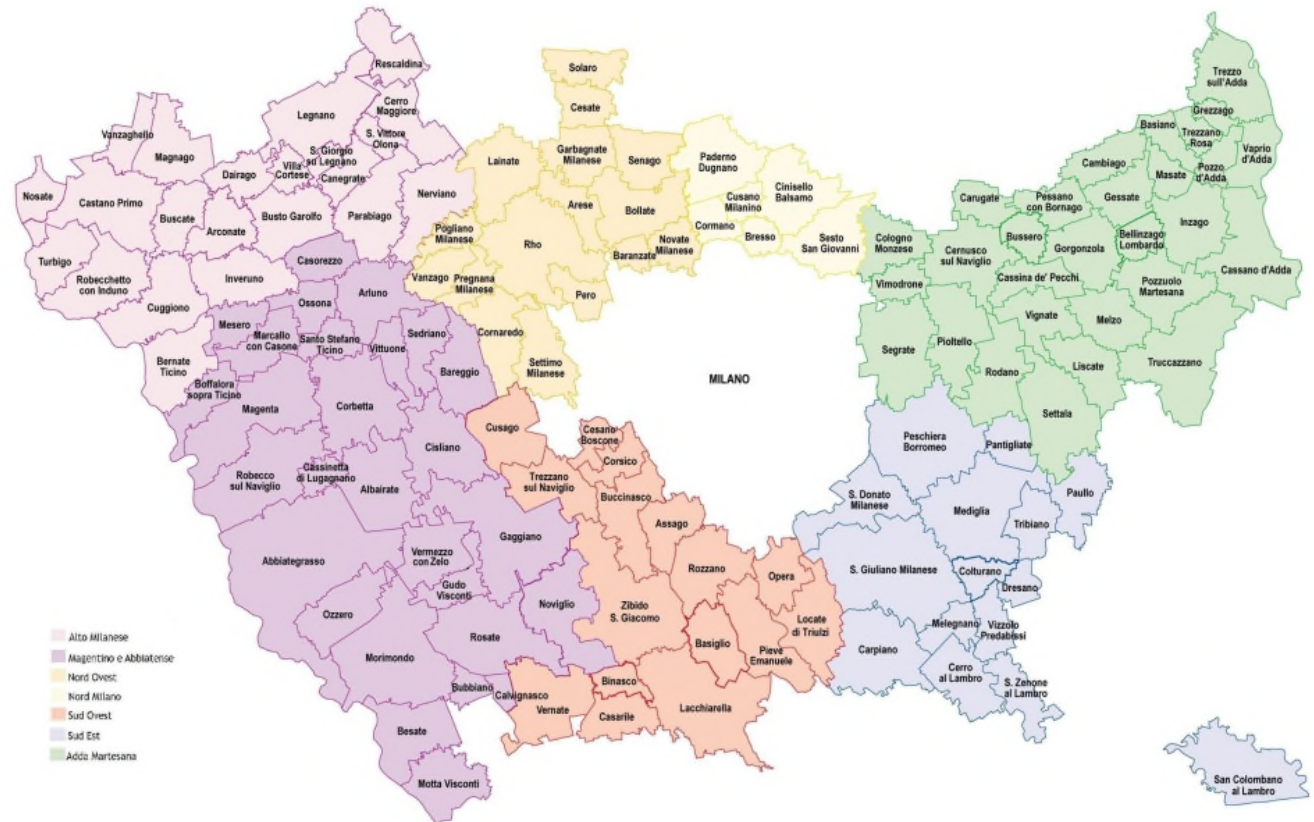 Rescaldina
Solaro
Trezzo
sull'Adda
Cesate
Cerro
Maggiore
Legnano
Grezzago
Vanzaghello
S. Vittore
Olona
Basiano
Trezzano
Rosa
Magnago
S. Giorgio
su Legnano
Lainate
Garbagnate
Milanese
Senago
Paderno
Dugnano
Cambiago
Vaprio
d'Adda
Dairago
Villa
Cortese
Canegrate
Masate
Pozzo
d'Adda
Nosate
Castano Primo
Nerviano
Cinisello
Balsamo
Carugate
Pessano
con Bornago
Gessate
Buscate
Busto Garolfo
Parabiago
Arese
Bollate
Cusano
Milanino
Inzago
Arconate
Pogliano
Milanese
Rho
Cormano
Bresso
Sesto
San Giovanni
Cologno
Monzese
Cernusco
sul Naviglio
Bussero
Gorgonzola
Bellinzago
Lombardo
Novate
Milanese
Baranzate
Turbigo
Casorezzo
Robecchetto
con Induno
Inveruno
Vanzago
Pregnana
Milanese
Vimodrone
Cassina de' Pecchi
Pozzuolo
Martesana
Cassano d'Adda
Arluno
Pero
Cuggiono
Ossona
Mesero
Marcallo
con Casone
Santo Stefano
Ticino
Vittuone
Sedriano
Cornaredo
Vignate
Melzo
Segrate
Pioltello
Bernate
Ticino
Bareggio
Settimo
Milanese
Rodano
Liscate
Truccazzano
MILANO
Boffalora
sopra Ticino
Magenta
Corbetta
Settala
Cusago
Cesano
Boscone
Peschiera
Borromeo
Pantigliate
Cisliano
Corsico
Robecco
sul Naviglio
Cassinetta
di Lugagnano
Albairate
Trezzano
sul Naviglio
Buccinasco
S. Donato
Milanese
Mediglia
Paullo
Assago
Tribiano
Gaggiano
Abbiategrasso
Vermezzo
con Zelo
Rozzano
Opera
S. Giuliano Milanese
Colturano
Gudo
Visconti
Dresano
Ozzero
Noviglio
Zibido
S. Giacomo
Locate
di Triulzi
Melegnano
Vizzolo
Predabissi
Rosate
Basiglio
Carpiano
Morimondo
Pieve
Emanuele
Cerro
al Lambro
S. Zenone
al Lambro
Bubbiano
Calvignasco
Binasco
Vernate
Casarile
Lacchiarella
Besate
Motta Visconti
San Colombano
al Lambro
Alto Milanese
Magentino e Abbiatense
Nord Ovest
Nord Milano
Sud Ovest
Sud Est
Adda Martesana